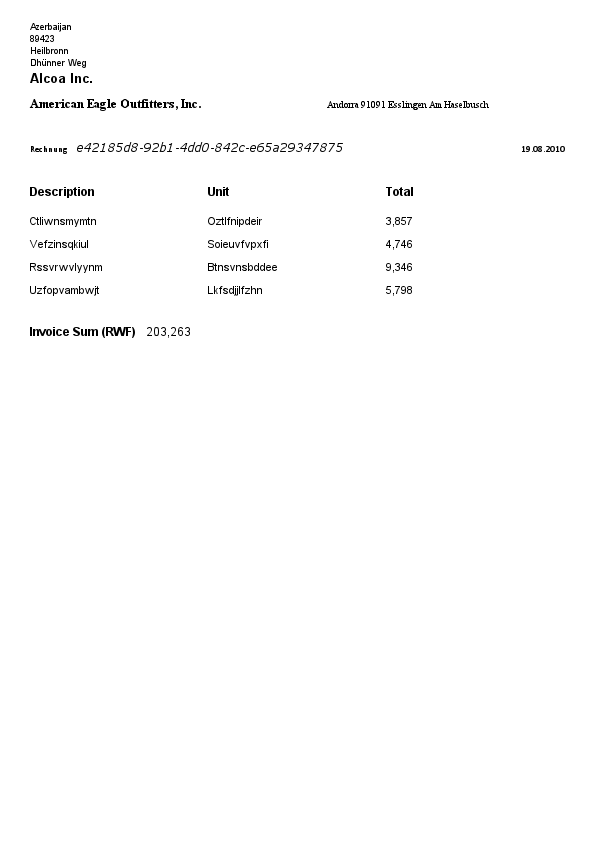 Azerbaijan
89423
Heilbronn
Dhünner Weg
Alcoa Inc.
American Eagle Outfitters, Inc. Andorra 91091 Esslingen Am Haselbusch
Rechnung e42185d8-92b1-4dd0-842c-e65a29347875 19.08.2010
Description Unit Total
Ctliwnsmymtn Oztlfnipdeir 3,857
Vefzinsqkiul Soieuvfvpxfi 4,746
Rssvrwvlyynm Btnsvnsbddee 9,346
Uzfopvambwjt Lkfsdjjlfzhn 5,798
Invoice Sum (RWF) 203,263